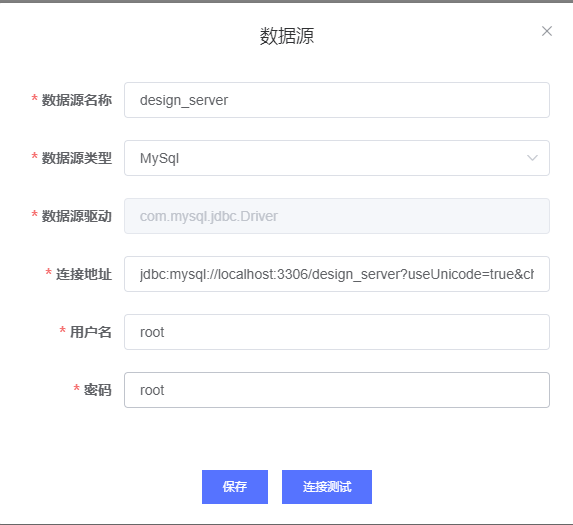 数据源
* 数据源名称 design_server
* 数据源类型 MySql
* 数据源驱动 com.mysql.jdbc.Driver
* 连接地址 jdbc:mysql://localhost:3306/design_server?useUnicode=true&ch
* 用户名 root
* 密码 root
保存 连接测试